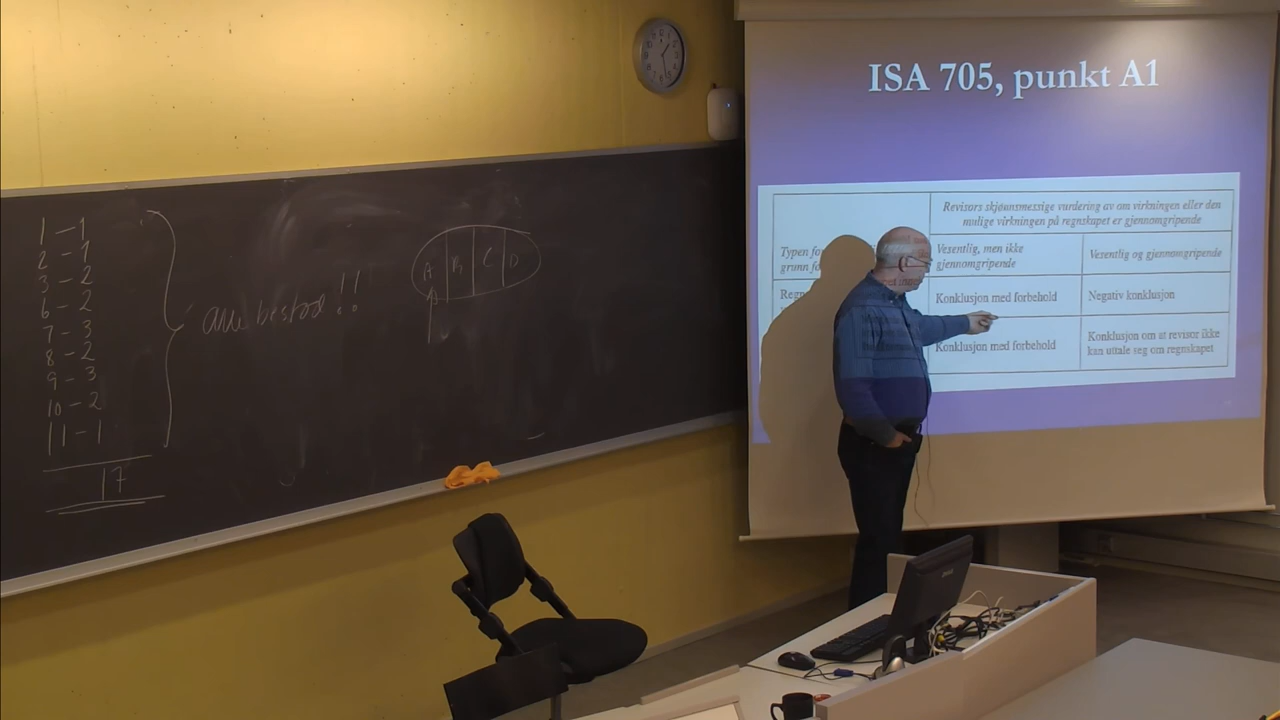 1 - 1
2 - 1
3 - 2
6 - 2
7 - 3
8 - 2
9 - 3
10 - 2
11 - 1
17
bestod !!
A B C D
ISA 705, punkt A1
Revisors skjønnsmessige vurdering av om virkningen eller den
mulige virkningen på regnskapet er gjennomgripende
Typen
Vesentlig, men ikke
gjennomgripende
Vesentlig og gjennomgripende
Konklusjon med forbehold
Negativ konklusjon
Konklusjon med forbehold
Konklusjon om at revisor ikke
kan uttale seg om regnskapet